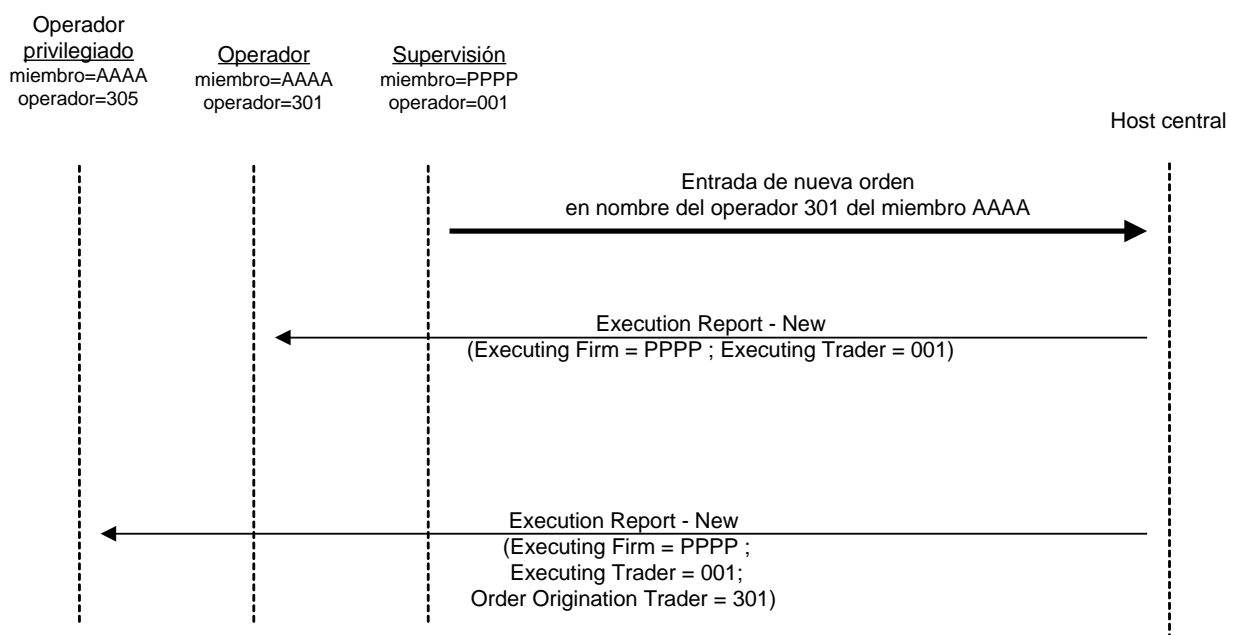 Operador
privilegiado
miembro=AAAA
operador=305
Operador
miembro=AAAA
operador=301
Supervisión
miembro=PPPP
operador=001
Host central
Entrada de nueva orden
en nombre del operador 301 del miembro AAAA
Execution Report - New
(Executing Firm = PPPP ; Executing Trader = 001)
Execution Report - New
(Executing Firm = PPPP ;
Executing Trader = 001;
Order Origination Trader = 301)